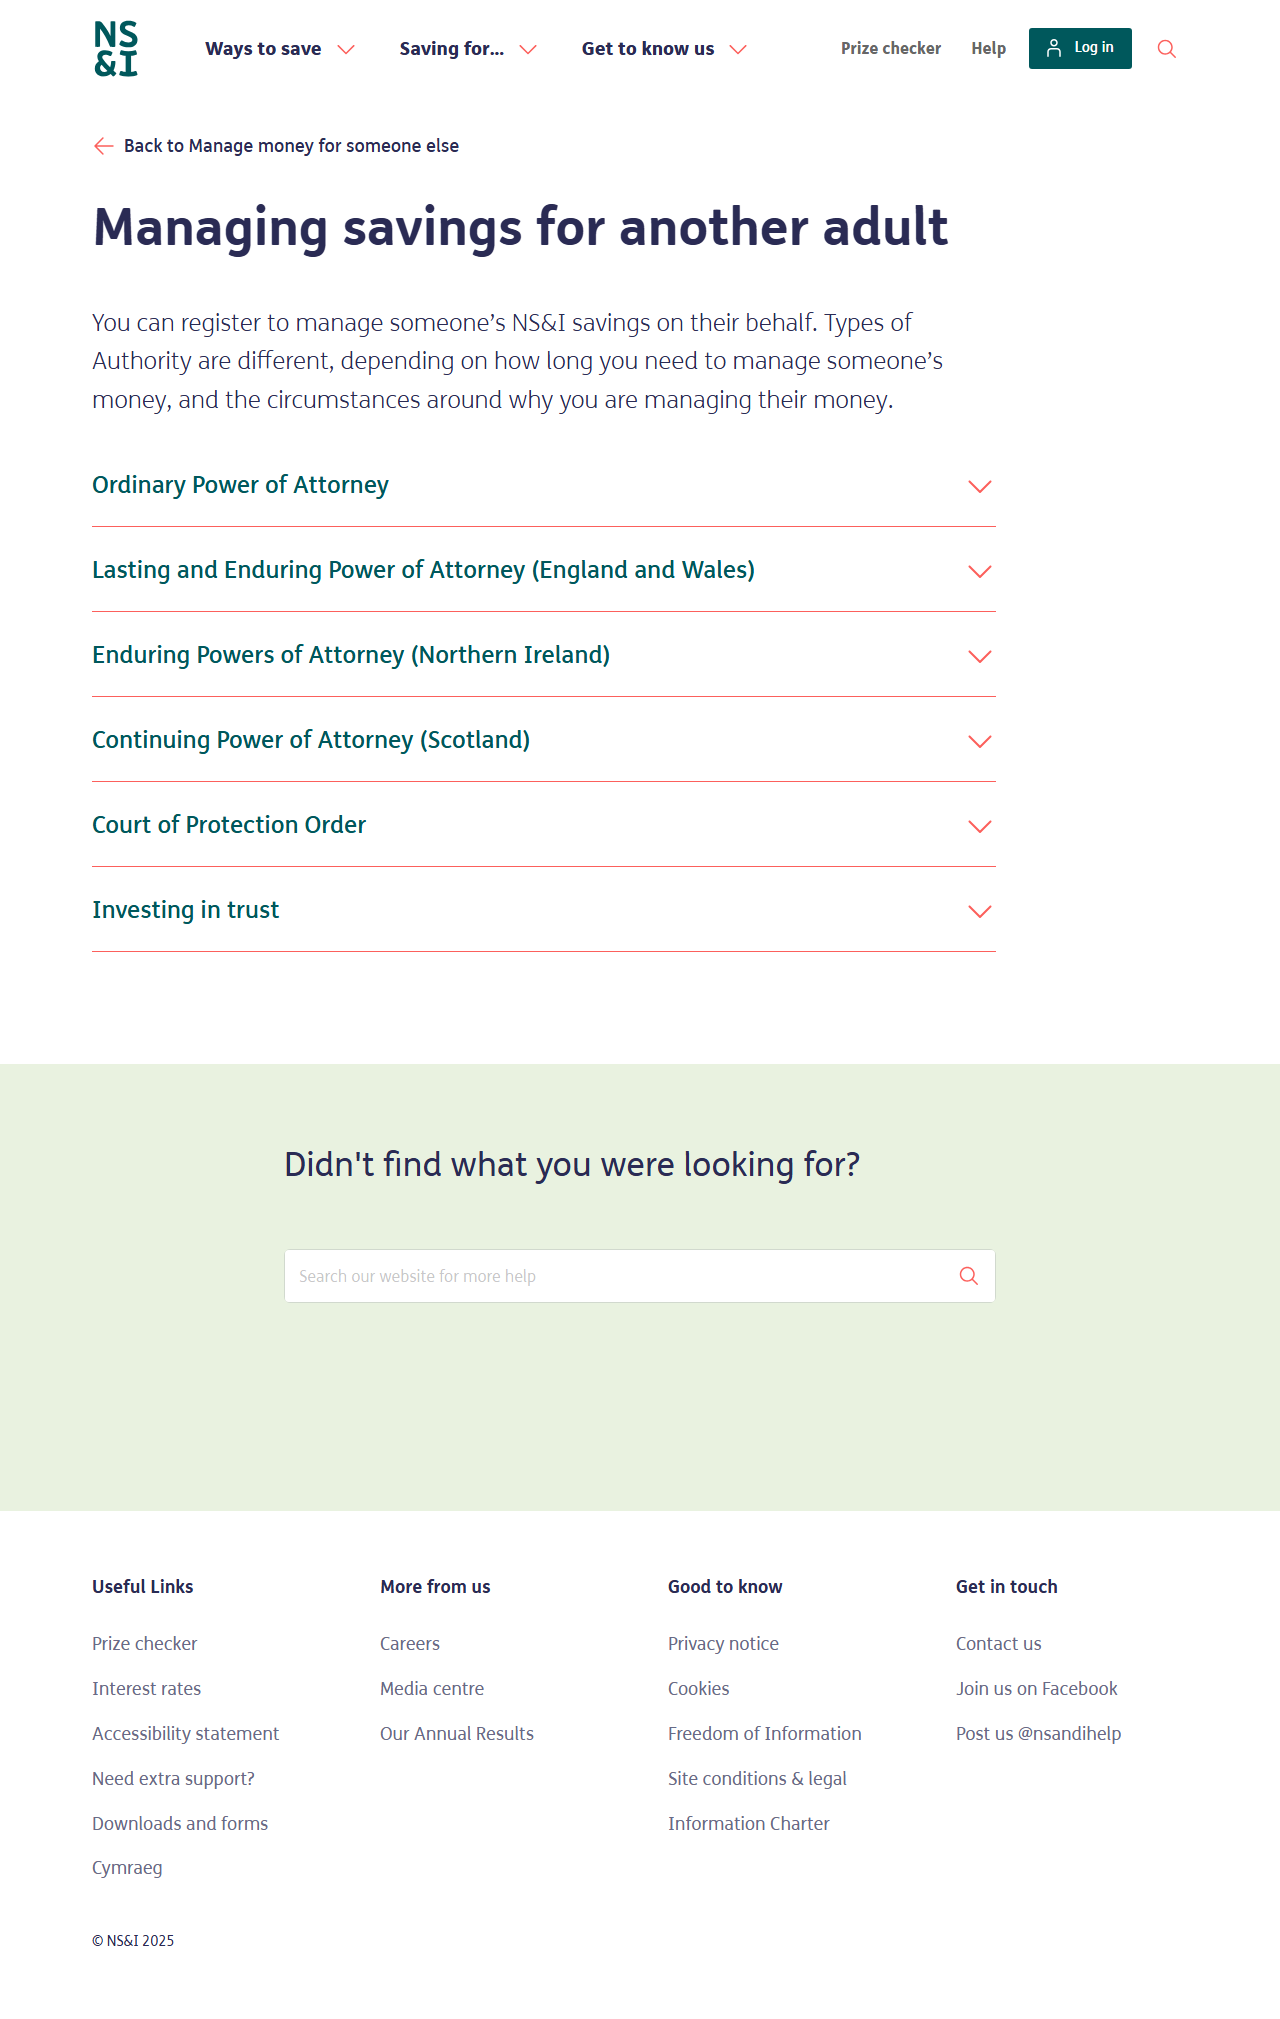 NS
&I
Ways to save
Saving for...
Get to know us
Prize checker
Help
Log in
Back to Manage money for someone else
Managing savings for another adult
You can register to manage someone’s NS&I savings on their behalf. Types of
Authority are different, depending on how long you need to manage someone’s
money, and the circumstances around why you are managing their money.
Ordinary Power of Attorney
Lasting and Enduring Power of Attorney (England and Wales)
Enduring Powers of Attorney (Northern Ireland)
Continuing Power of Attorney (Scotland)
Court of Protection Order
Investing in trust
Didn't find what you were looking for?
Search our website for more help
Useful Links
Prize checker
Interest rates
Accessibility statement
Need extra support?
Downloads and forms
Cymraeg
More from us
Careers
Media centre
Our Annual Results
Good to know
Privacy notice
Cookies
Freedom of Information
Site conditions & legal
Information Charter
Get in touch
Contact us
Join us on Facebook
Post us @nsandihelp
© NS&I 2025